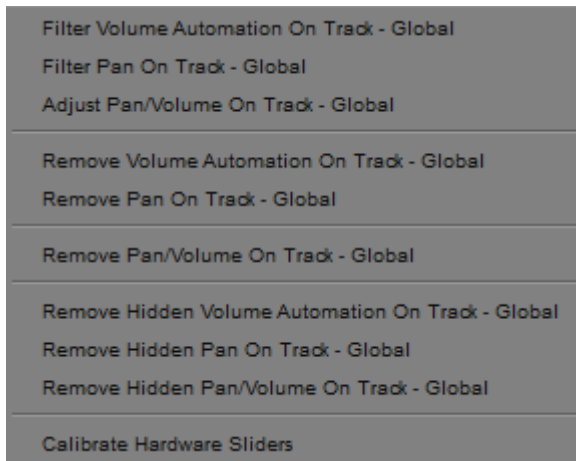 Filter Volume Automation On Track - Global
Filter Pan On Track - Global
Adjust Pan/Volume On Track - Global
Remove Volume Automation On Track - Global
Remove Pan On Track - Global
Remove Pan/Volume On Track - Global
Remove Hidden Volume Automation On Track - Global
Remove Hidden Pan On Track - Global
Remove Hidden Pan/Volume On Track - Global
Calibrate Hardware Sliders